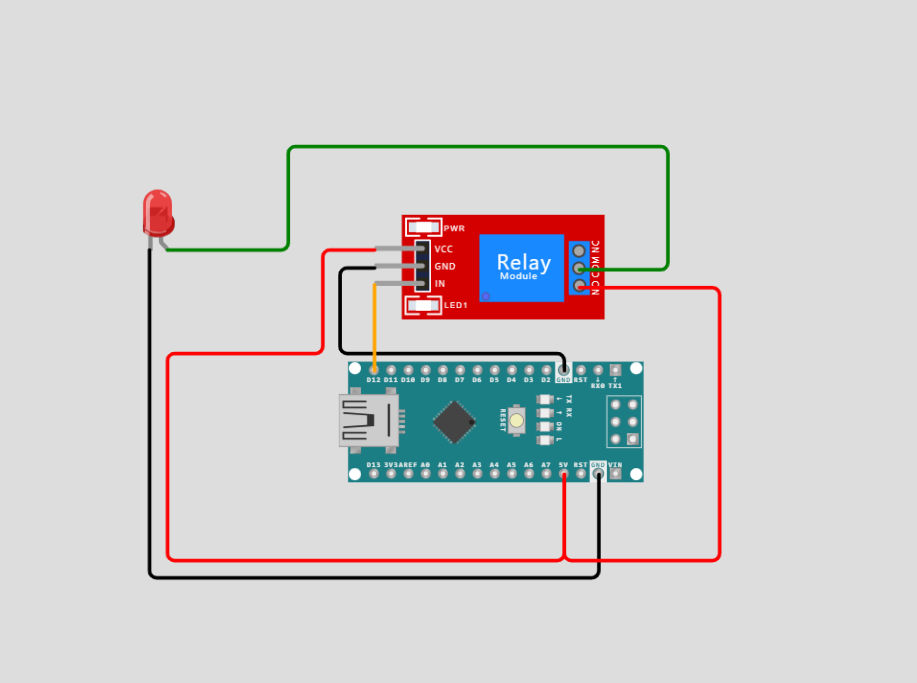 PWR
VCC
GND
IN
LED1
Relay
Module
NO COM NC
D12 D11 D10 D9 D8 D7 D6 D5 D4 D3 D2 GND RST ↓ ↑
RX0 TX1
RESET
TX RX ON L
↓ ↑
D13 3V3 AREF A0 A1 A2 A3 A4 A5 A6 A7 5V RST GND VIN